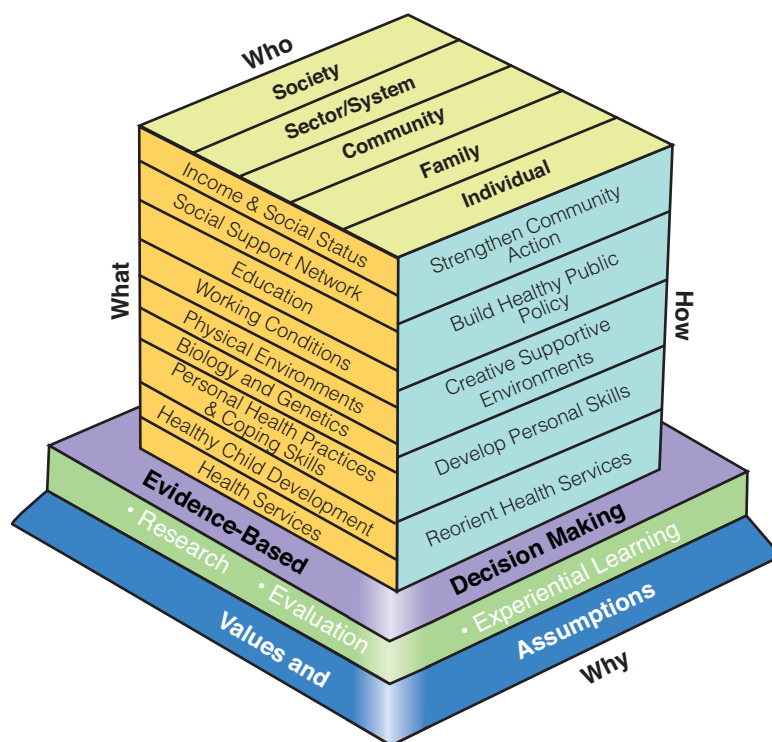 Who
Society
Sector/System
Community
Family
Individual
What
Income & Social Status
Social Support Network
Education
Working Conditions
Physical Environments
Biology and Genetics
Personal Health Practices
& Coping Skills
Healthy Child Development
Health Services
How
Strengthen Community
Action
Build Healthy Public
Policy
Creative Supportive
Environments
Develop Personal Skills
Reorient Health Services
Evidence-Based
Decision Making
• Research
• Evaluation
• Experiential Learning
Values and
Assumptions
Why